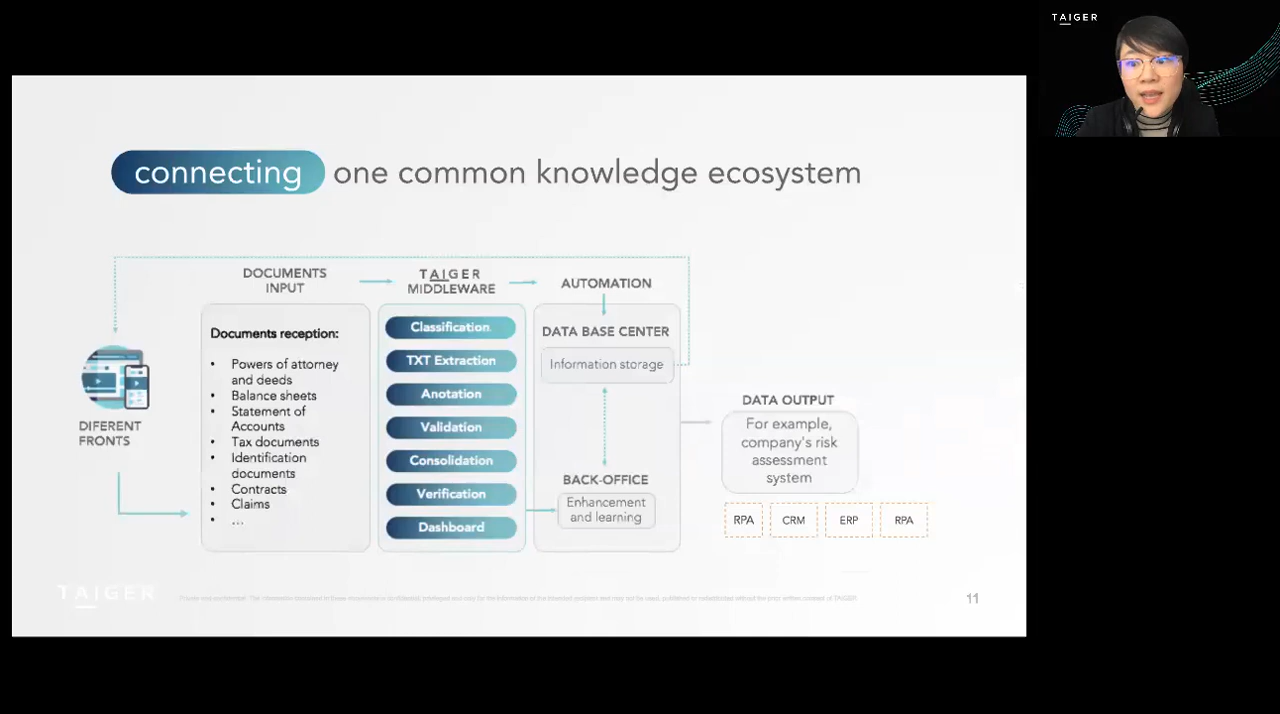 TAIGER
connecting one common knowledge ecosystem
DOCUMENTS
INPUT
TAIGER
MIDDLEWARE
AUTOMATION
Documents reception:
• Powers of attorney
and deeds
• Balance sheets
• Statement of
Accounts
• Tax documents
• Identification
documents
• Contracts
• Claims
• ...
Classification
TXT Extraction
Anotation
Validation
Consolidation
Verification
Dashboard
DATA BASE CENTER
Information storage
BACK-OFFICE
Enhancement
and learning
DIFERENT
FRONTS
DATA OUTPUT
For example,
company's risk
assessment
system
RPA
CRM
ERP
RPA
TAIGER
11